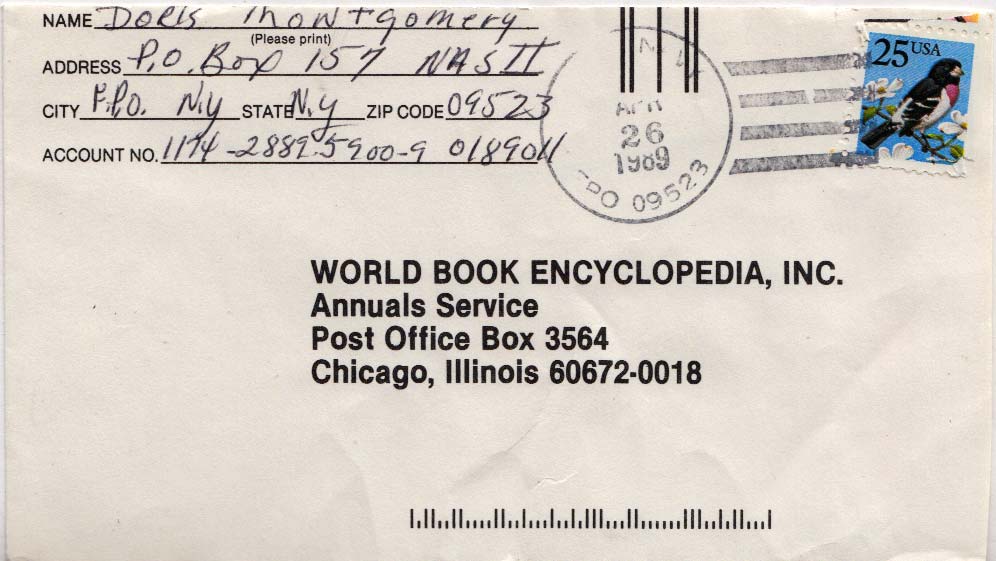 NAME Doris Montgomery
(Please print)
ADDRESS P.O. Box 157 NAS II
CITY F.P.O. N.y STATE N.y ZIP CODE 09523
ACCOUNT NO. 1174-28895900-9 0189011
N.Y.
APR
26
1989
FPO 09523
25 USA
WORLD BOOK ENCYCLOPEDIA, INC.
Annuals Service
Post Office Box 3564
Chicago, Illinois 60672-0018